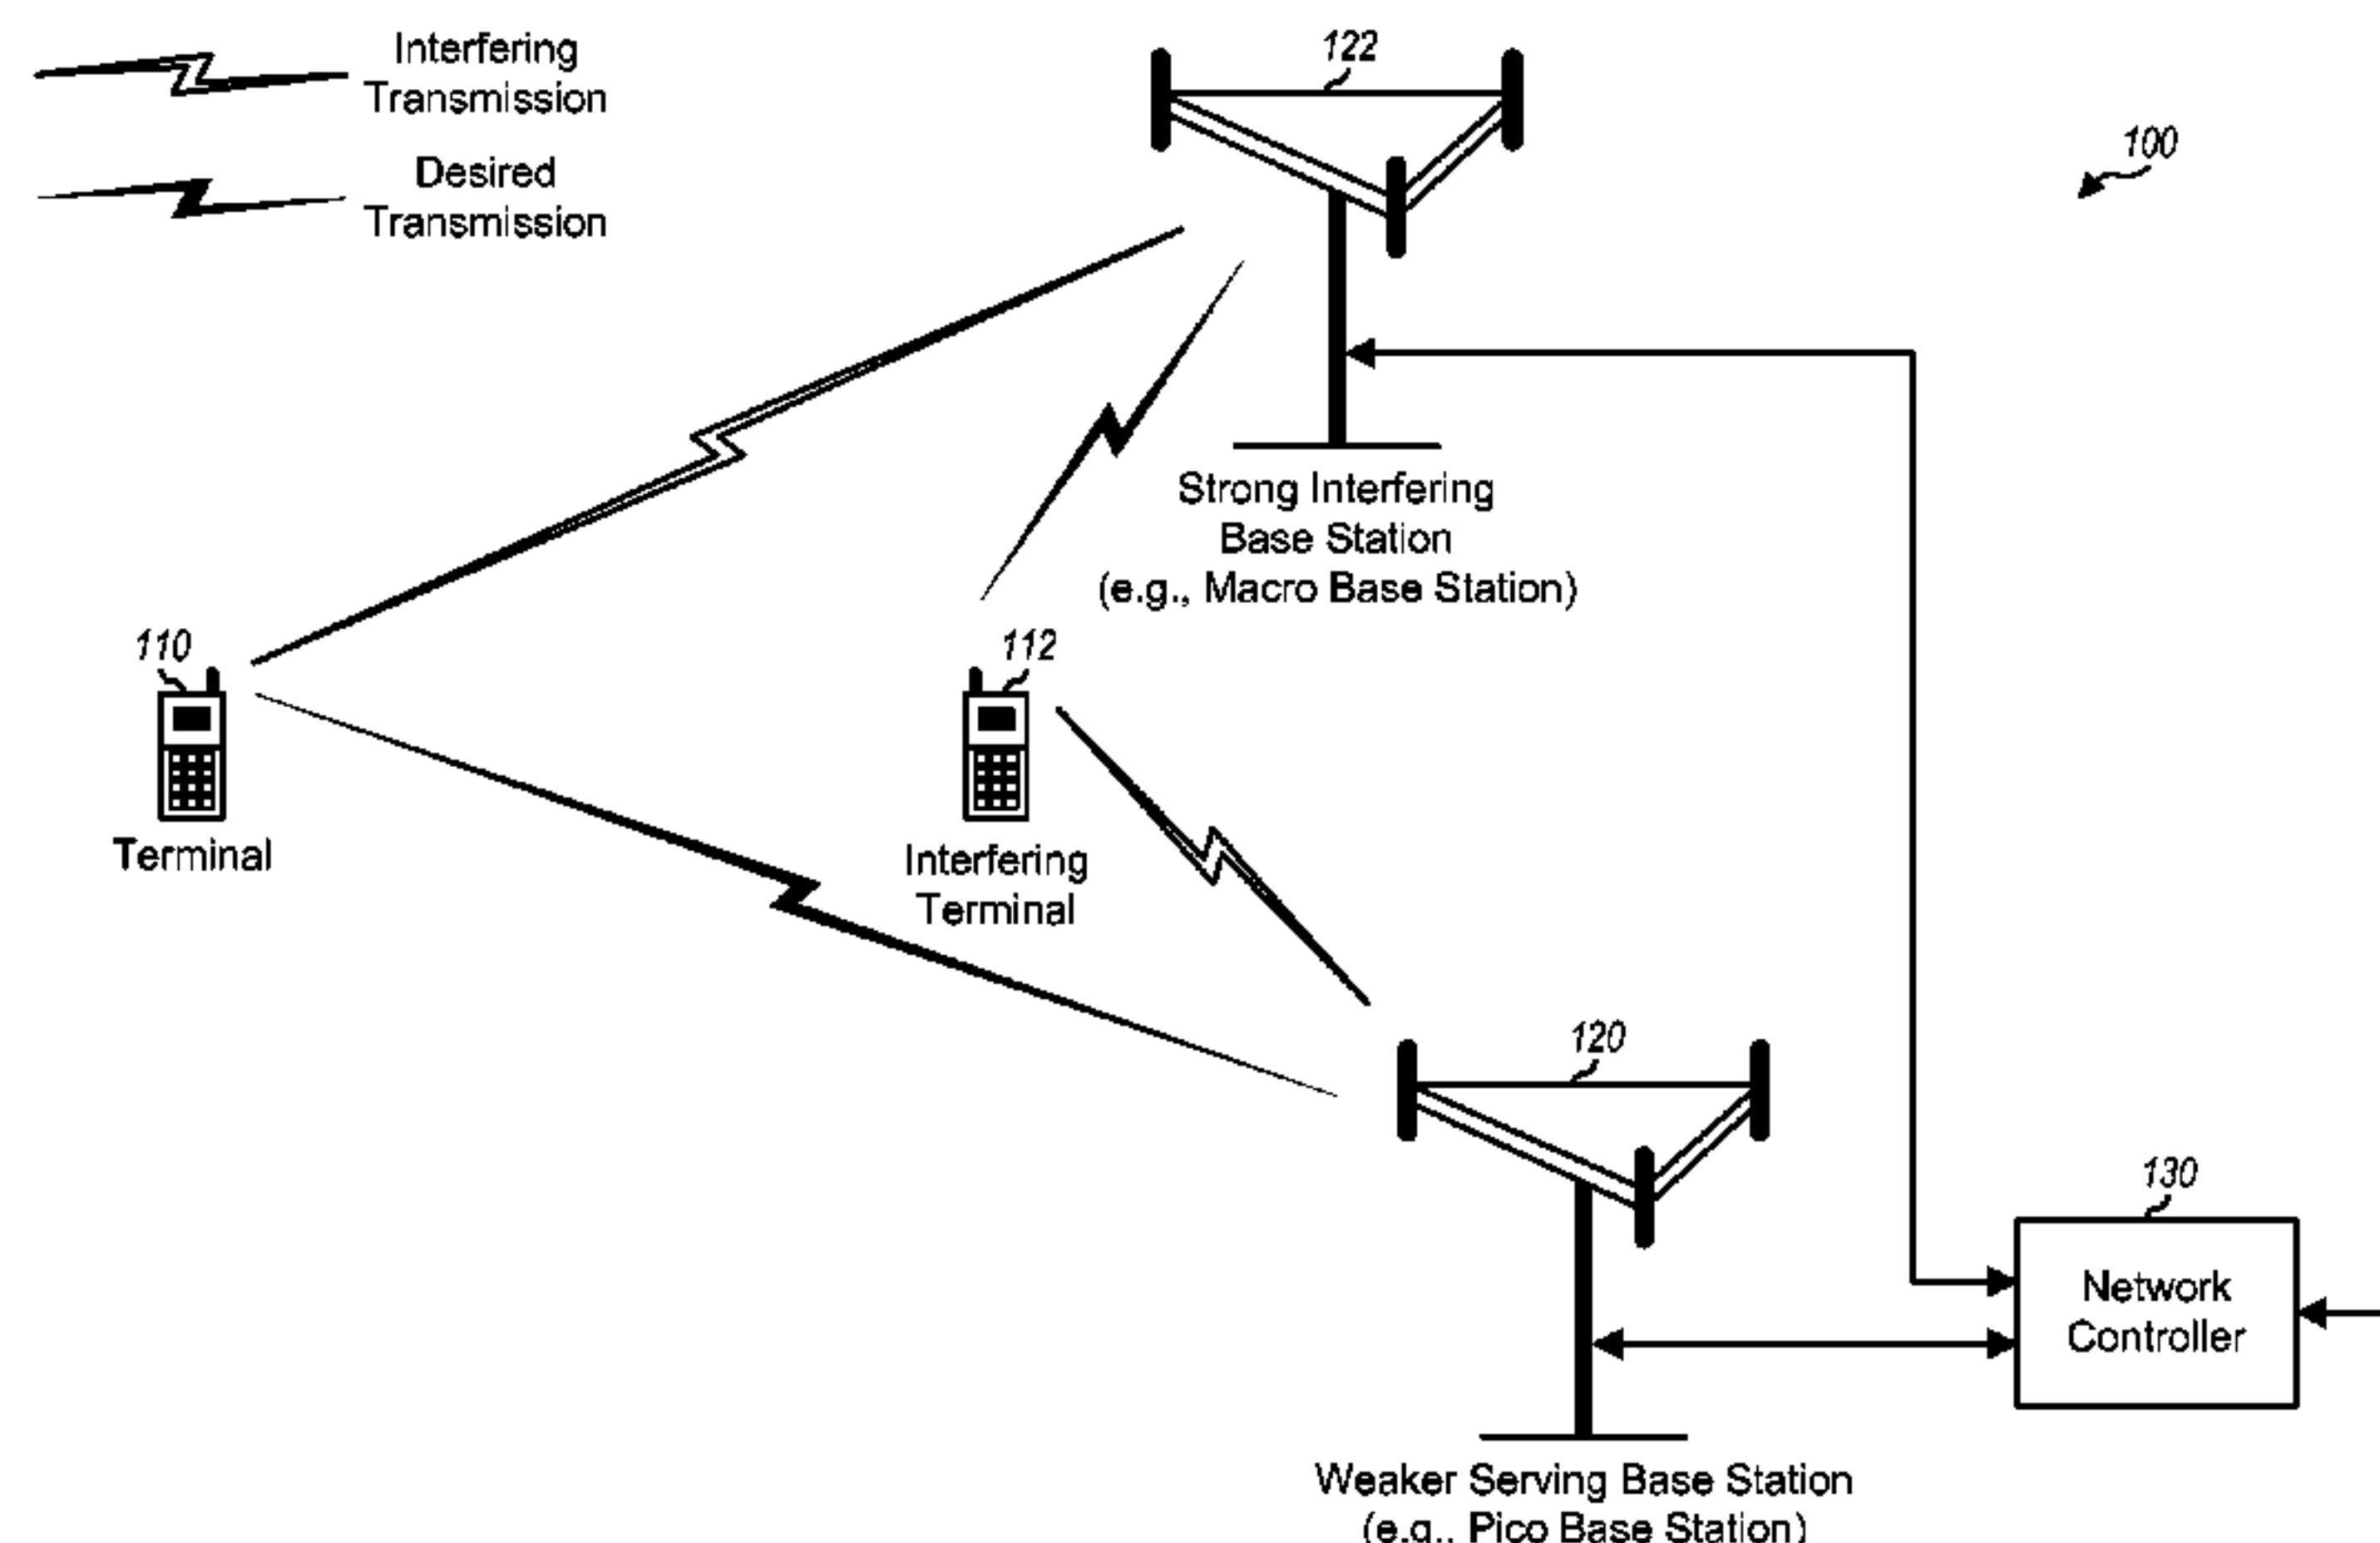 Interfering
Transmission
Desired
Transmission
122
100
Strong Interfering
Base Station
(e.g., Macro Base Station)
110
Terminal
112
Interfering
Terminal
120
130
Network
Controller
Weaker Serving Base Station
(e.g., Pico Base Station)